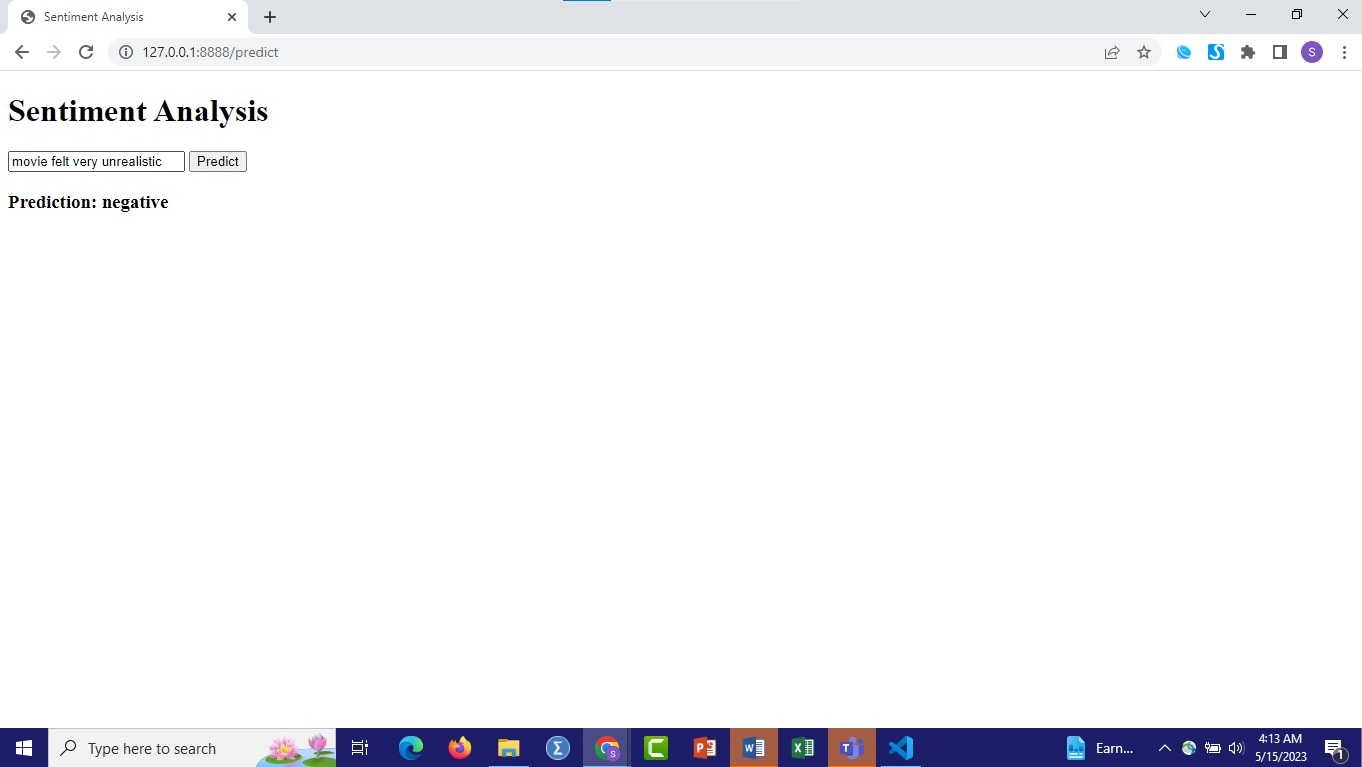 Sentiment Analysis
127.0.0.1:8888/predict
S
Sentiment Analysis
movie felt very unrealistic Predict
Prediction: negative
Type here to search
Earn...
4:13 AM
5/15/2023
1